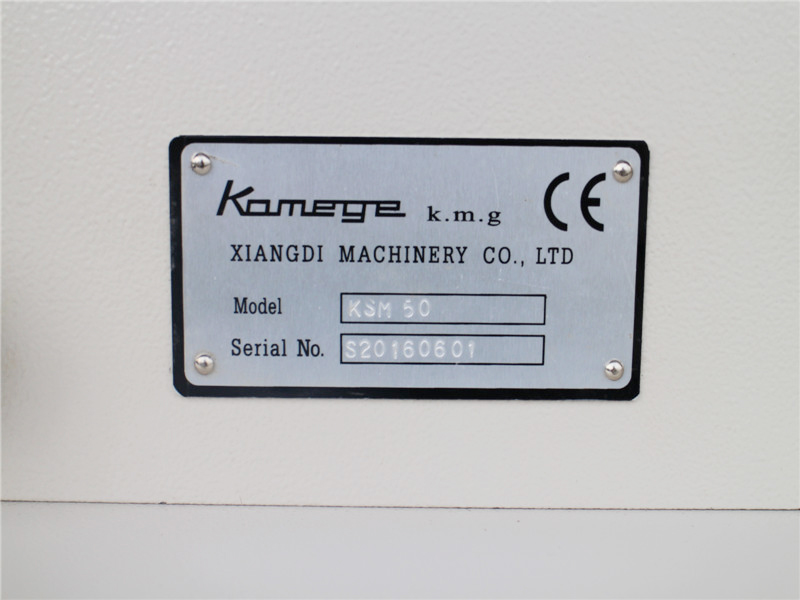 Kamege k.m.g CE
XIANGDI MACHINERY CO., LTD
Model KSM 50
Serial No. S20160601